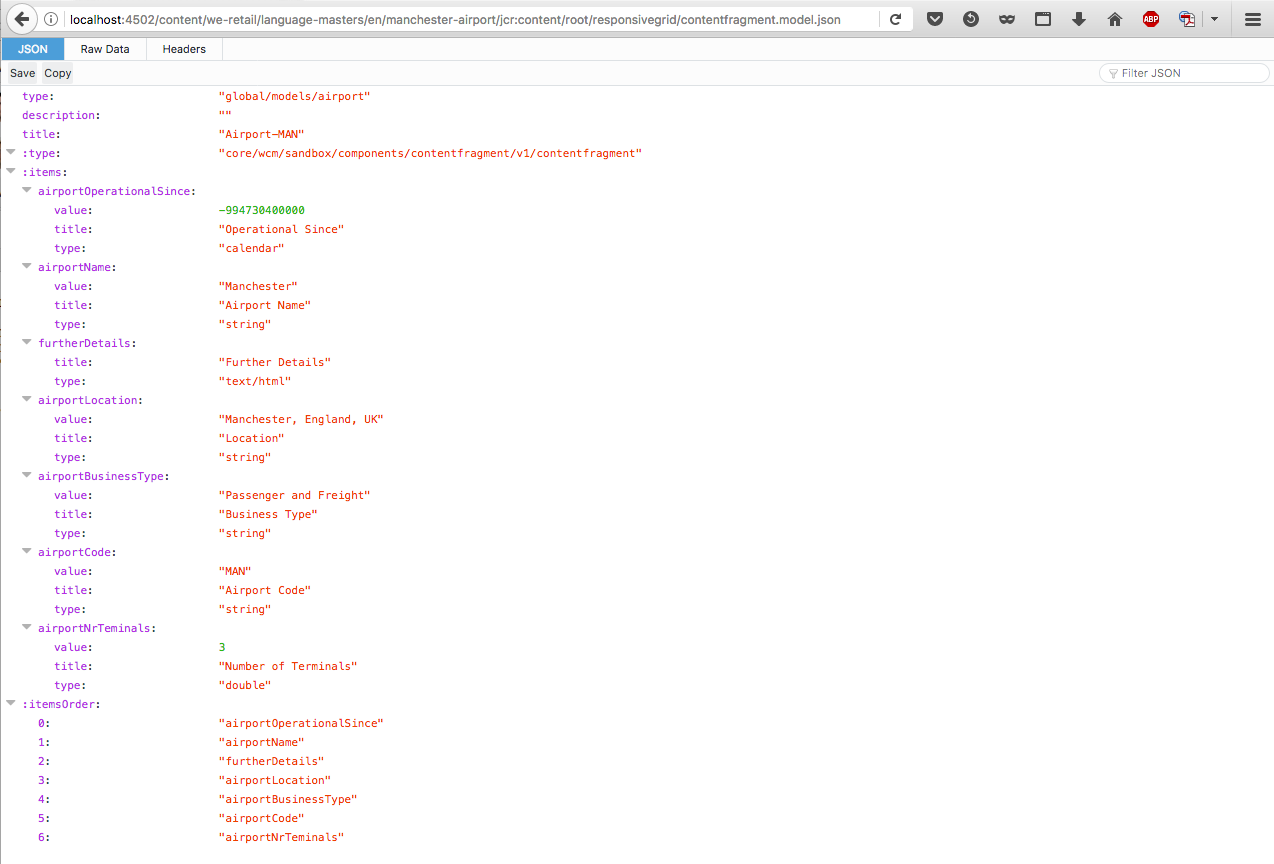 localhost:4502/content/we-retail/language-masters/en/manchester-airport/jcr:content/root/responsivegrid/contentfragment.model.json
ABP
JSON Raw Data Headers
Save Copy Filter JSON
type: "global/models/airport"
description: ""
title: "Airport-MAN"
:type: "core/wcm/sandbox/components/contentfragment/v1/contentfragment"
:items:
airportOperationalSince:
value: -994730400000
title: "Operational Since"
type: "calendar"
airportName:
value: "Manchester"
title: "Airport Name"
type: "string"
furtherDetails:
title: "Further Details"
type: "text/html"
airportLocation:
value: "Manchester, England, UK"
title: "Location"
type: "string"
airportBusinessType:
value: "Passenger and Freight"
title: "Business Type"
type: "string"
airportCode:
value: "MAN"
title: "Airport Code"
type: "string"
airportNrTeminals:
value: 3
title: "Number of Terminals"
type: "double"
:itemsOrder:
0: "airportOperationalSince"
1: "airportName"
2: "furtherDetails"
3: "airportLocation"
4: "airportBusinessType"
5: "airportCode"
6: "airportNrTeminals"